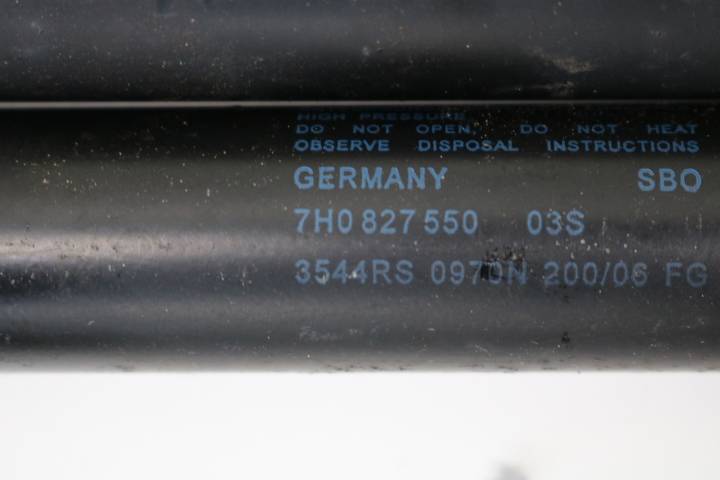 HIGH PRESSURE
DO NOT OPEN DO NOT HEAT
OBSERVE DISPOSAL INSTRUCTIONS
GERMANY SBO
7H0 827 550 03S
3544RS 0970N 200/06 FG